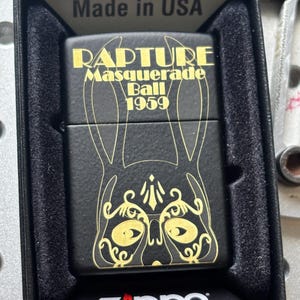 Made in USA
RAPTURE
Masquerade
Ball
1959
Zippo